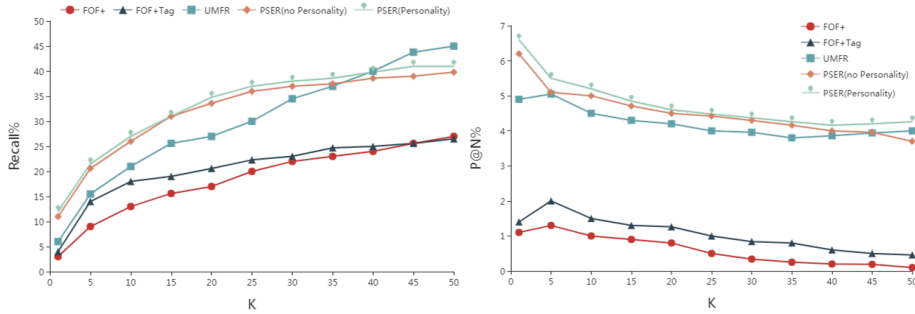 FOF+ FOF+Tag UMFR PSER(no Personality) PSER(Personality)
50
45
40
35
30
25
20
15
10
5
0
Recall%
0 5 10 15 20 25 30 35 40 45 50
K
FOF+
FOF+Tag
UMFR
PSER(no Personality)
PSER(Personality)
7
6
5
4
3
2
1
0
P@N%
0 5 10 15 20 25 30 35 40 45 50
K